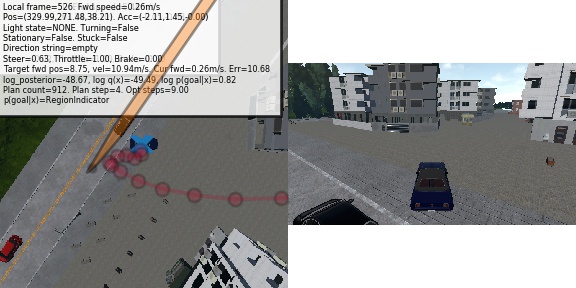 Local frame=526. Fwd speed=0.26m/s
Pos=(329.99,271.48,38.21). Acc=(-2.11,1.45,-0.00)
Light state=NONE. Turning=False
Stationary=False. Stuck=False
Direction string=empty
Steer=0.63, Throttle=1.00, Brake=0.00
Target fwd pos=8.75, vel=10.94m/s, Cur fwd=0.26m/s. Err=10.68
log_posterior=-48.67, log q(x)=-49.49, log p(goal|x)=0.82
Plan count=912. Plan step=4. Opt steps=9.00
p(goal|x)=RegionIndicator